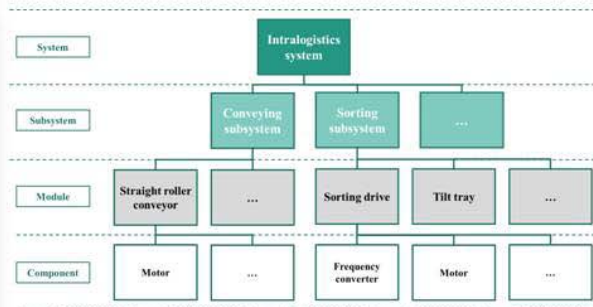 System
Intralogistics
system
Subsystem
Conveying
subsystem
Sorting
subsystem
...
Module
Straight roller
conveyor
...
Sorting drive
Tilt tray
...
Component
Motor
...
Frequency
converter
Motor
...